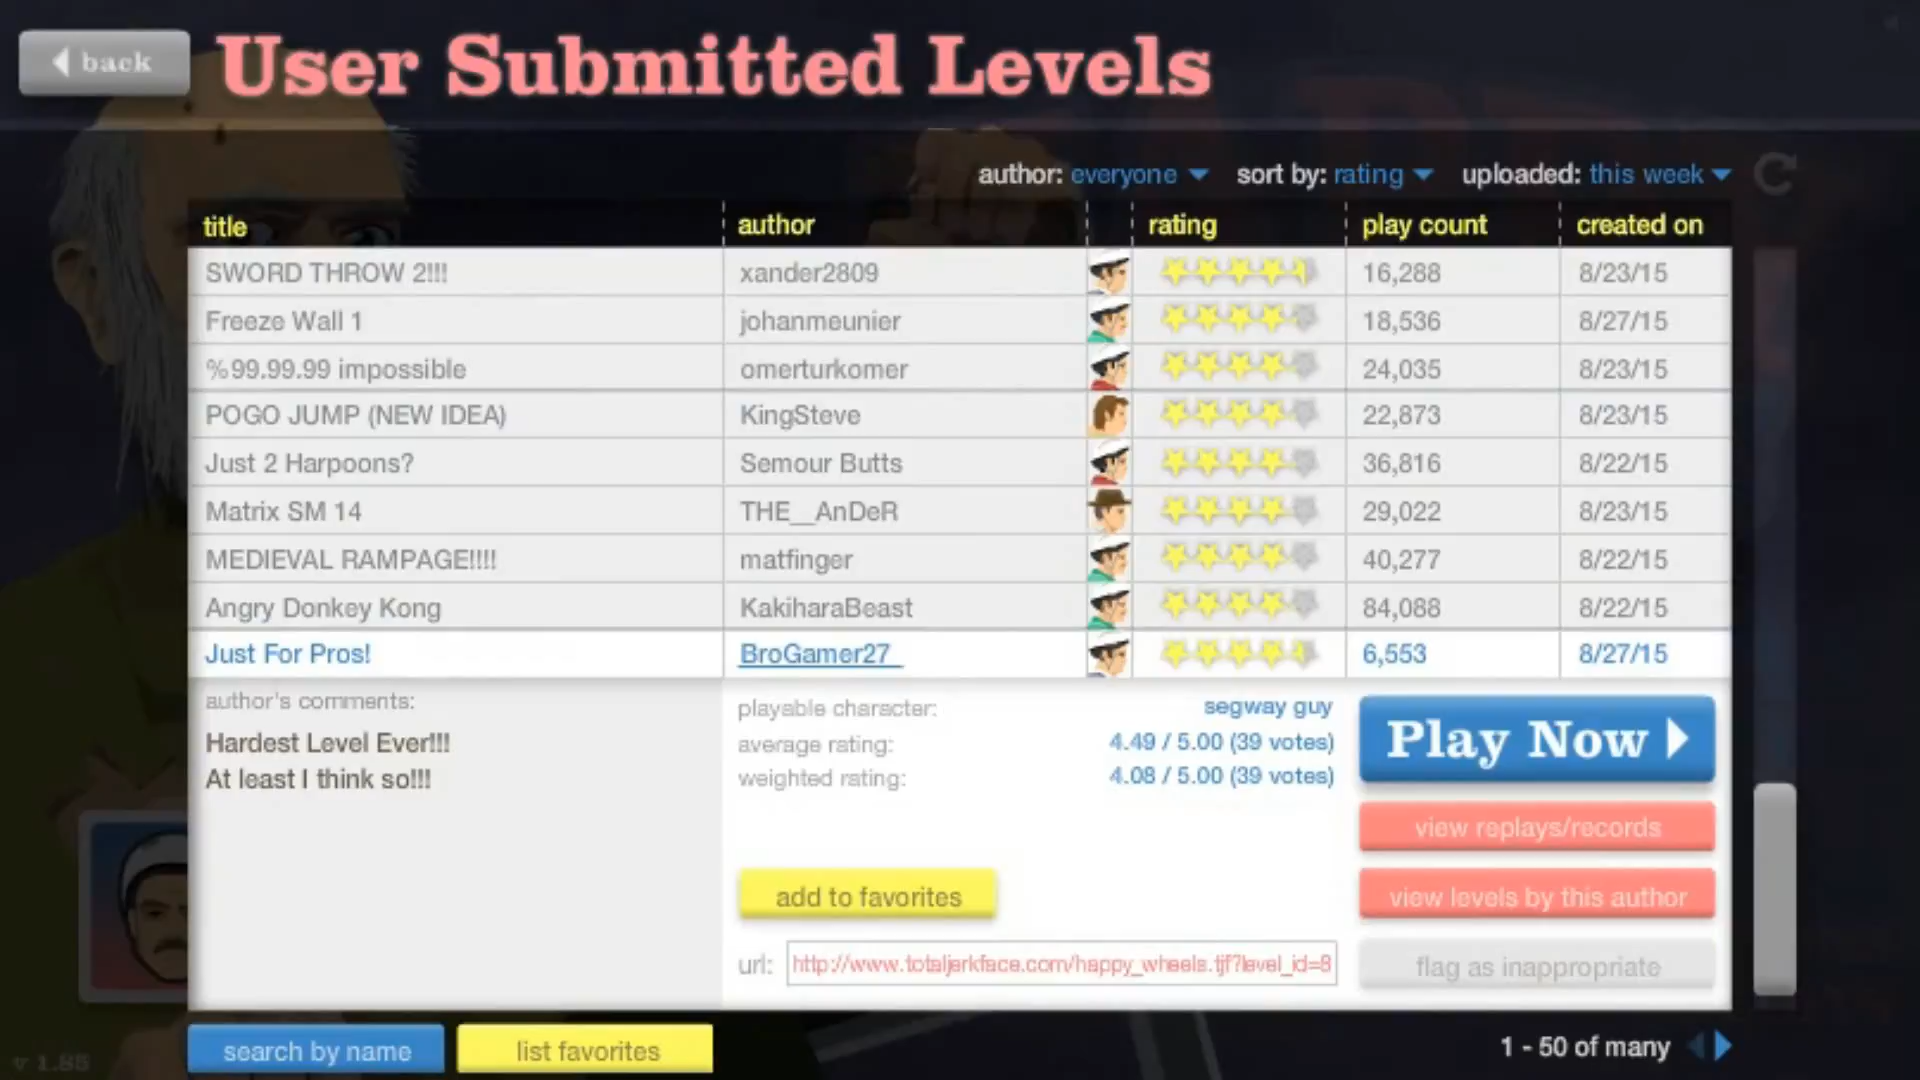 back
User Submitted Levels
author: everyone sort by: rating uploaded: this week
title author rating play count created on
SWORD THROW 2!!! xander2809 16,288 8/23/15
Freeze Wall 1 johanmeunier 18,536 8/27/15
%99.99.99 impossible omerturkomer 24,035 8/23/15
POGO JUMP (NEW IDEA) KingSteve 22,873 8/23/15
Just 2 Harpoons? Semour Butts 36,816 8/22/15
Matrix SM 14 THE__AnDeR 29,022 8/23/15
MEDIEVAL RAMPAGE!!!! matfinger 40,277 8/22/15
Angry Donkey Kong KakiharaBeast 84,088 8/22/15
Just For Pros! BroGamer27 6,553 8/27/15
author's comments:
Hardest Level Ever!!!
At least I think so!!!
playable character: segway guy
average rating: 4.49 / 5.00 (39 votes)
weighted rating: 4.08 / 5.00 (39 votes)
Play Now
view replays/records
add to favorites
view levels by this author
url: http://www.totaljerkface.com/happy_wheels.tjf?level_id=8
flag as inappropriate
search by name list favorites
1 - 50 of many
v 1.85